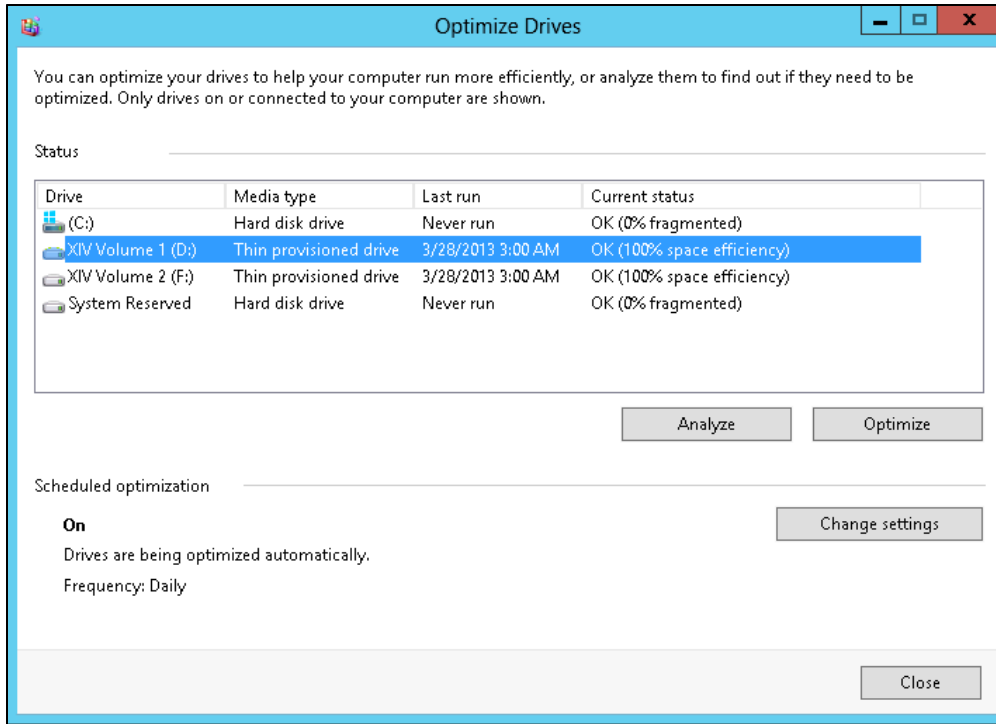 Optimize Drives
You can optimize your drives to help your computer run more efficiently, or analyze them to find out if they need to be
optimized. Only drives on or connected to your computer are shown.
Status
Drive Media type Last run Current status
(C:) Hard disk drive Never run OK (0% fragmented)
XIV Volume 1 (D:) Thin provisioned drive 3/28/2013 3:00 AM OK (100% space efficiency)
XIV Volume 2 (F:) Thin provisioned drive 3/28/2013 3:00 AM OK (100% space efficiency)
System Reserved Hard disk drive Never run OK (0% fragmented)
Analyze Optimize
Scheduled optimization
On Change settings
Drives are being optimized automatically.
Frequency: Daily
Close